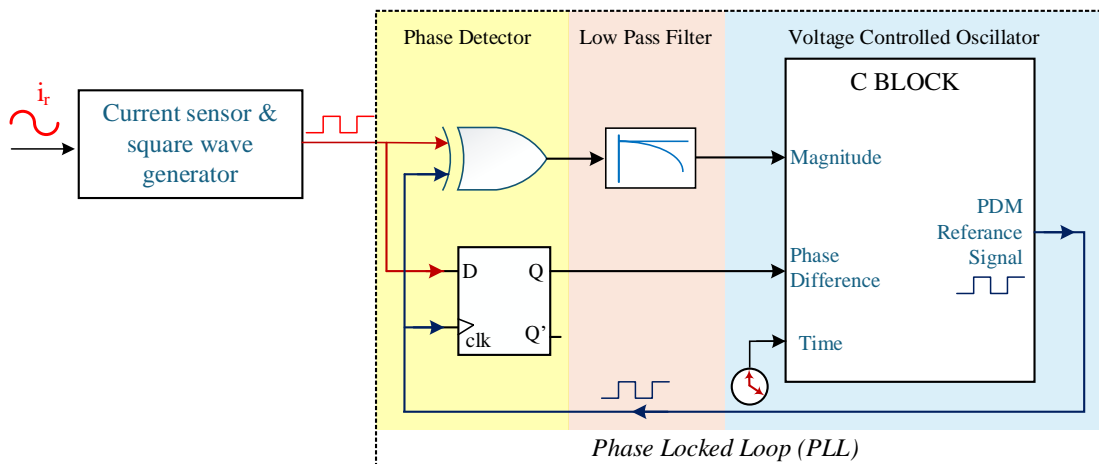 Phase Detector
Low Pass Filter
Voltage Controlled Oscillator
i_r
Current sensor &
square wave
generator
C BLOCK
Magnitude
PDM
Referance
Signal
Phase
Difference
D
Q
clk
Q'
Time
Phase Locked Loop (PLL)